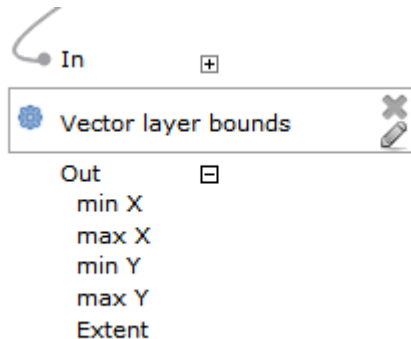 In
Vector layer bounds
Out
min X
max X
min Y
max Y
Extent